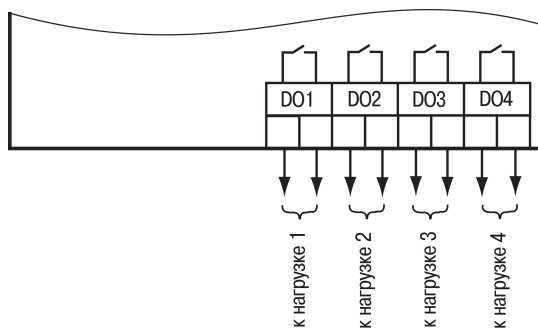 DO1 DO2 DO3 DO4
к нагрузке 1
к нагрузке 2
к нагрузке 3
к нагрузке 4